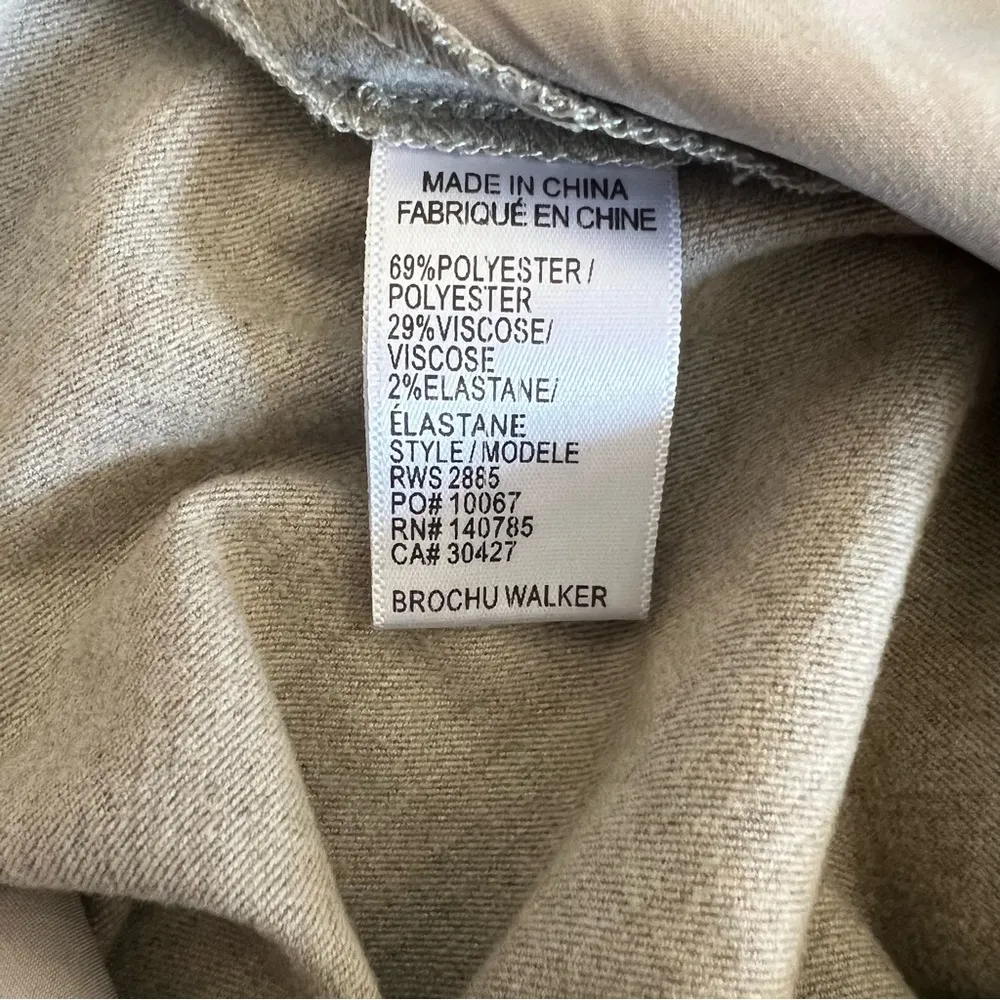 MADE IN CHINA
FABRIQUÉ EN CHINE
69%POLYESTER /
POLYESTER
29%VISCOSE/
VISCOSE
2%ELASTANE/
ÉLASTANE
STYLE / MODELE
RWS 2885
PO# 10067
RN# 140785
CA# 30427
BROCHU WALKER